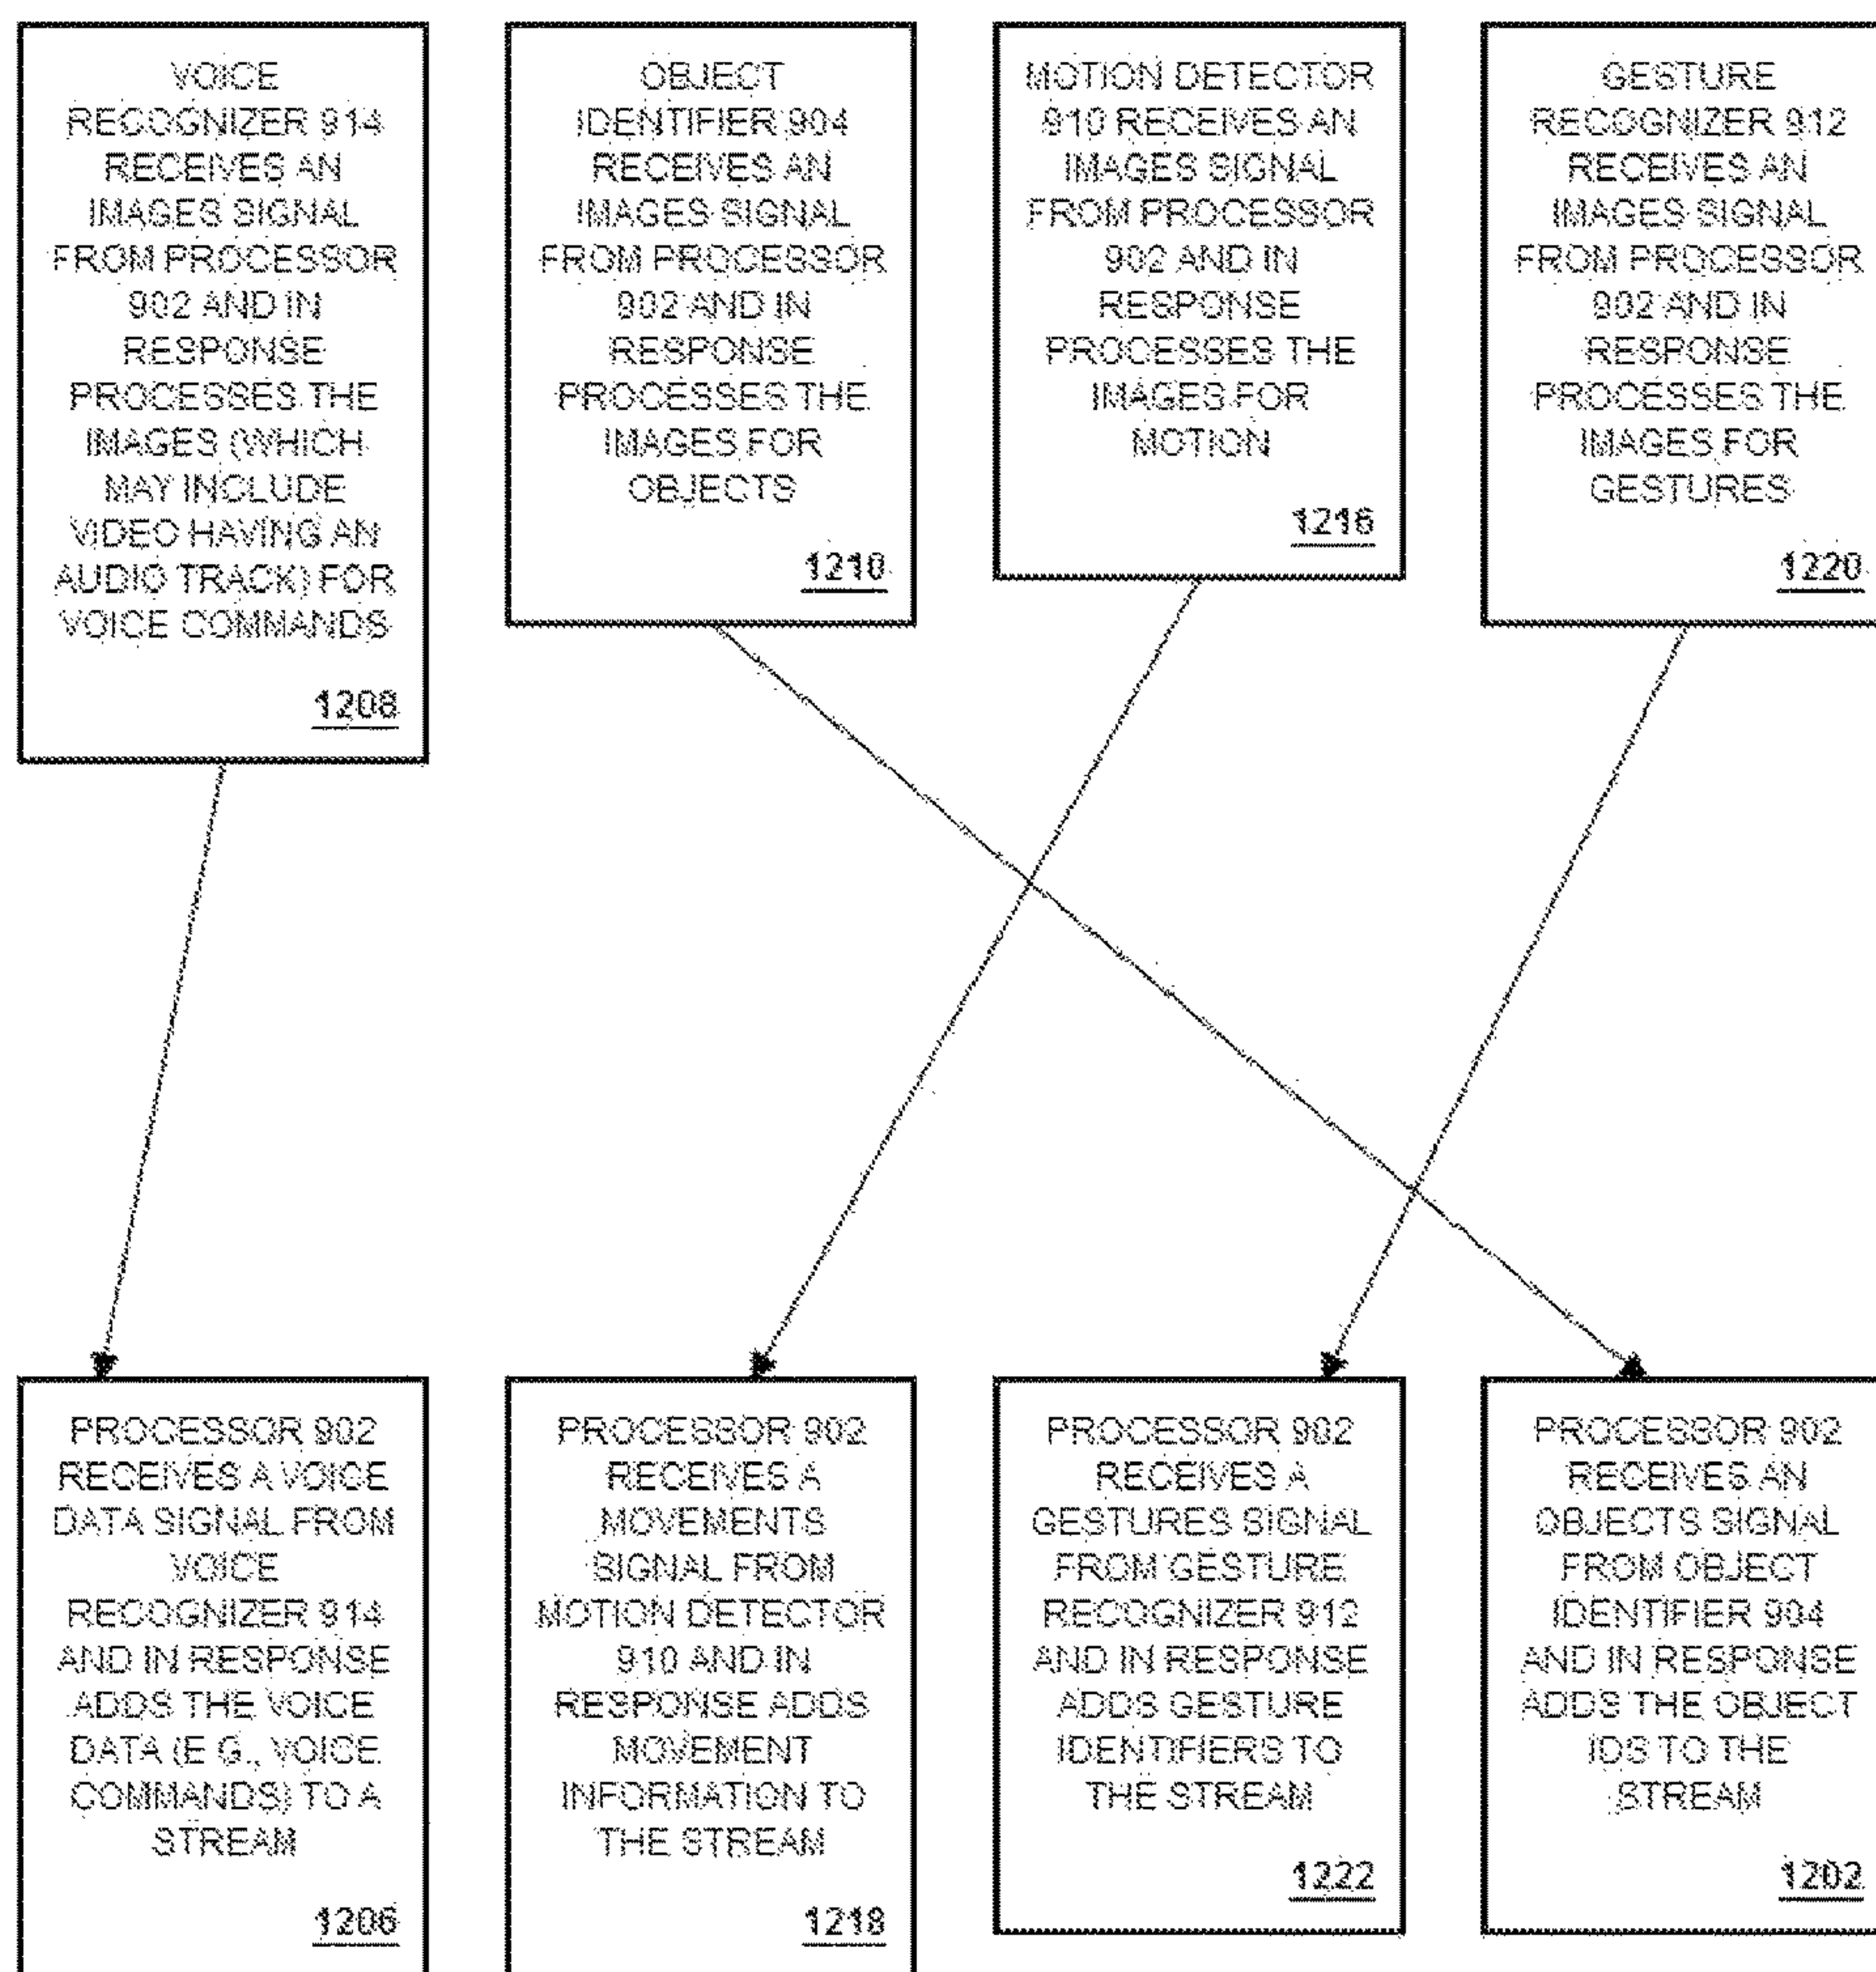 VOICE
RECOGNIZER 914
RECEIVES AN
IMAGES SIGNAL
FROM PROCESSOR
902 AND IN
RESPONSE
PROCESSES THE
IMAGES (WHICH
MAY INCLUDE
VIDEO HAVING AN
AUDIO TRACK) FOR
VOICE COMMANDS
1208
OBJECT
IDENTIFIER 904
RECEIVES AN
IMAGES SIGNAL
FROM PROCESSOR
902 AND IN
RESPONSE
PROCESSES THE
IMAGES FOR
OBJECTS
1210
MOTION DETECTOR
910 RECEIVES AN
IMAGES SIGNAL
FROM PROCESSOR
902 AND IN
RESPONSE
PROCESSES THE
IMAGES FOR
MOTION
1216
GESTURE
RECOGNIZER 912
RECEIVES AN
IMAGES SIGNAL
FROM PROCESSOR
902 AND IN
RESPONSE
PROCESSES THE
IMAGES FOR
GESTURES
1220
PROCESSOR 902
RECEIVES A VOICE
DATA SIGNAL FROM
VOICE
RECOGNIZER 914
AND IN RESPONSE
ADDS THE VOICE
DATA (E.G., VOICE
COMMANDS) TO A
STREAM
1206
PROCESSOR 902
RECEIVES A
MOVEMENTS
SIGNAL FROM
MOTION DETECTOR
910 AND IN
RESPONSE ADDS
MOVEMENT
INFORMATION TO
THE STREAM
1218
PROCESSOR 902
RECEIVES A
GESTURES SIGNAL
FROM GESTURE
RECOGNIZER 912
AND IN RESPONSE
ADDS GESTURE
IDENTIFIERS TO
THE STREAM
1222
PROCESSOR 902
RECEIVES AN
OBJECTS SIGNAL
FROM OBJECT
IDENTIFIER 904
AND IN RESPONSE
ADDS THE OBJECT
IDS TO THE
STREAM
1202